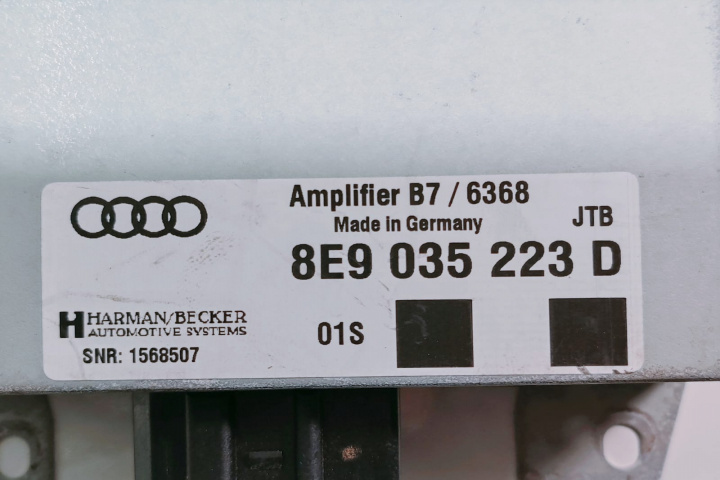 Amplifier B7 / 6368
Made in Germany
JTB
8E9 035 223 D
HARMAN/BECKER
AUTOMOTIVE SYSTEMS
01S
SNR: 1568507